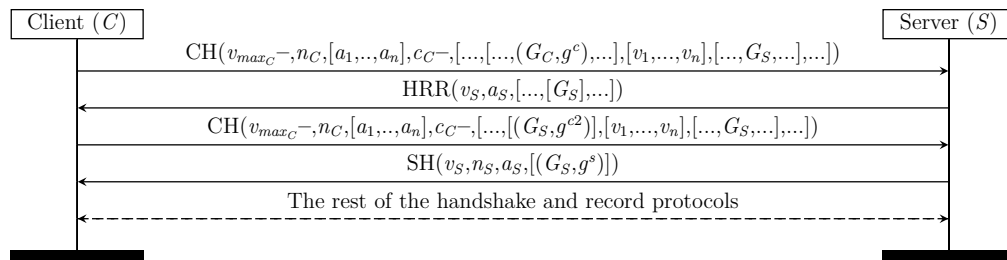 Client (C) Server (S)
CH(v_{max_C}–,n_C,[a_1,..,a_n],c_C–,[...,[...,(G_C,g^c),...],[v_1,...,v_n],[...,G_S,...],...])
HRR(v_S,a_S,[...,[G_S],...])
CH(v_{max_C}–,n_C,[a_1,..,a_n],c_C–,[...,[(G_S,g^{c2})],[v_1,...,v_n],[...,G_S,...],...])
SH(v_S,n_S,a_S,[(G_S,g^s)])
The rest of the handshake and record protocols